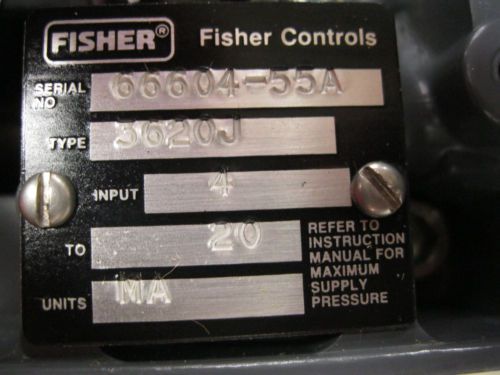 FISHER® Fisher Controls
SERIAL NO 66604-55A
TYPE 3620J
INPUT 4
TO 20
UNITS MA
REFER TO
INSTRUCTION
MANUAL FOR
MAXIMUM
SUPPLY
PRESSURE